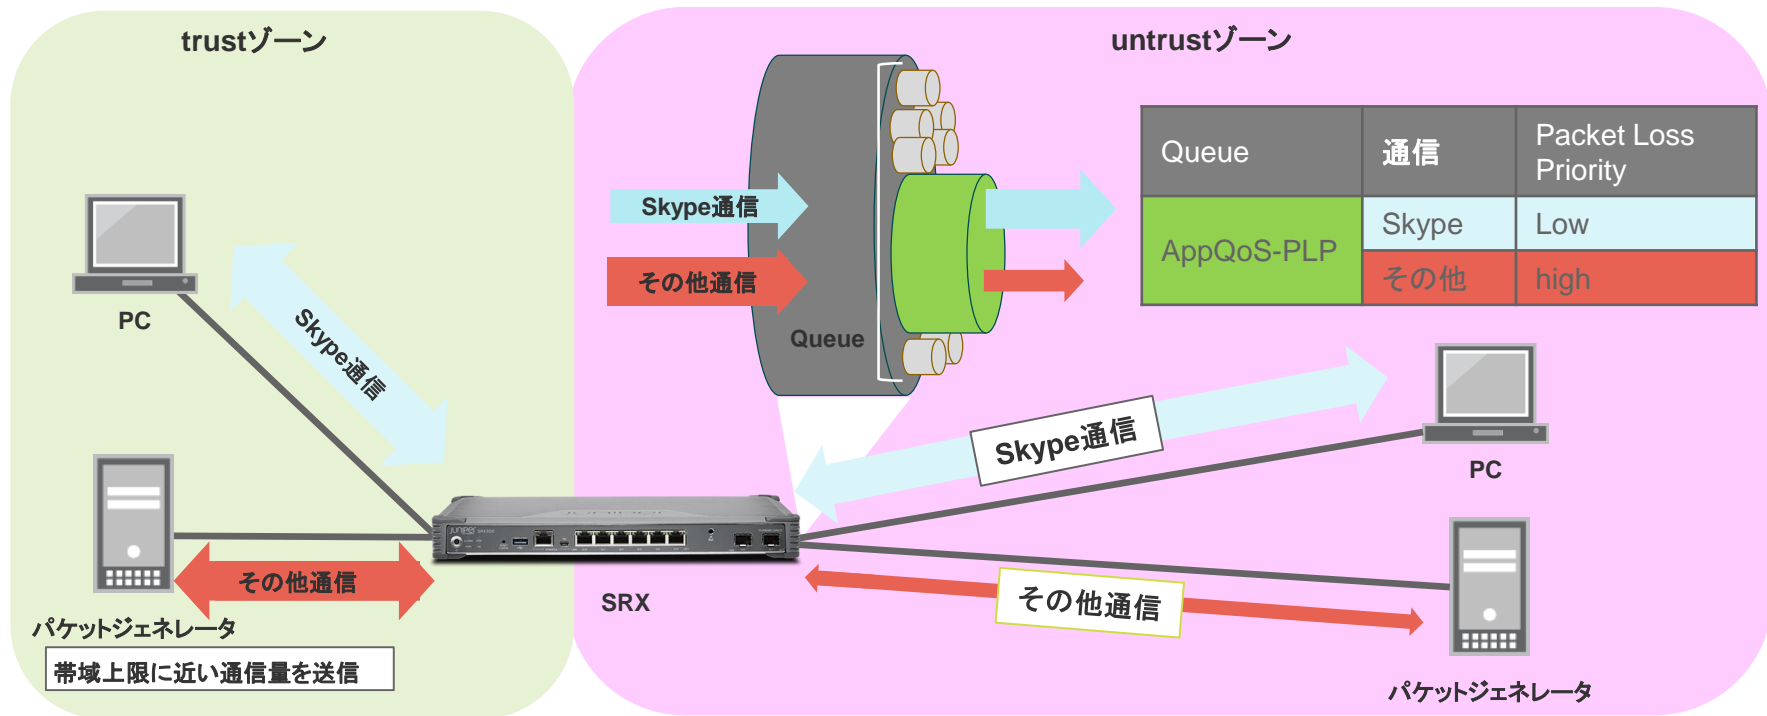 trustゾーン
untrustゾーン
Queue
通信
Packet Loss
Priority
AppQoS-PLP
Skype
Low
その他
high
Skype通信
その他通信
Queue
PC
Skype通信
Skype通信
PC
その他通信
SRX
その他通信
パケットジェネレータ
帯域上限に近い通信量を送信
パケットジェネレータ